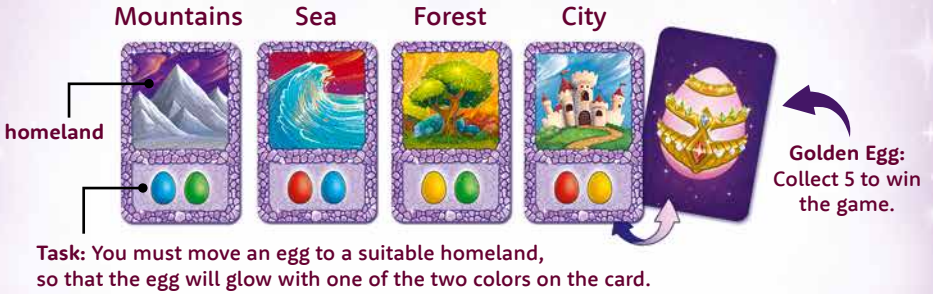 Mountains
Sea
Forest
City
homeland
Golden Egg:
Collect 5 to win
the game.
Task: You must move an egg to a suitable homeland,
so that the egg will glow with one of the two colors on the card.